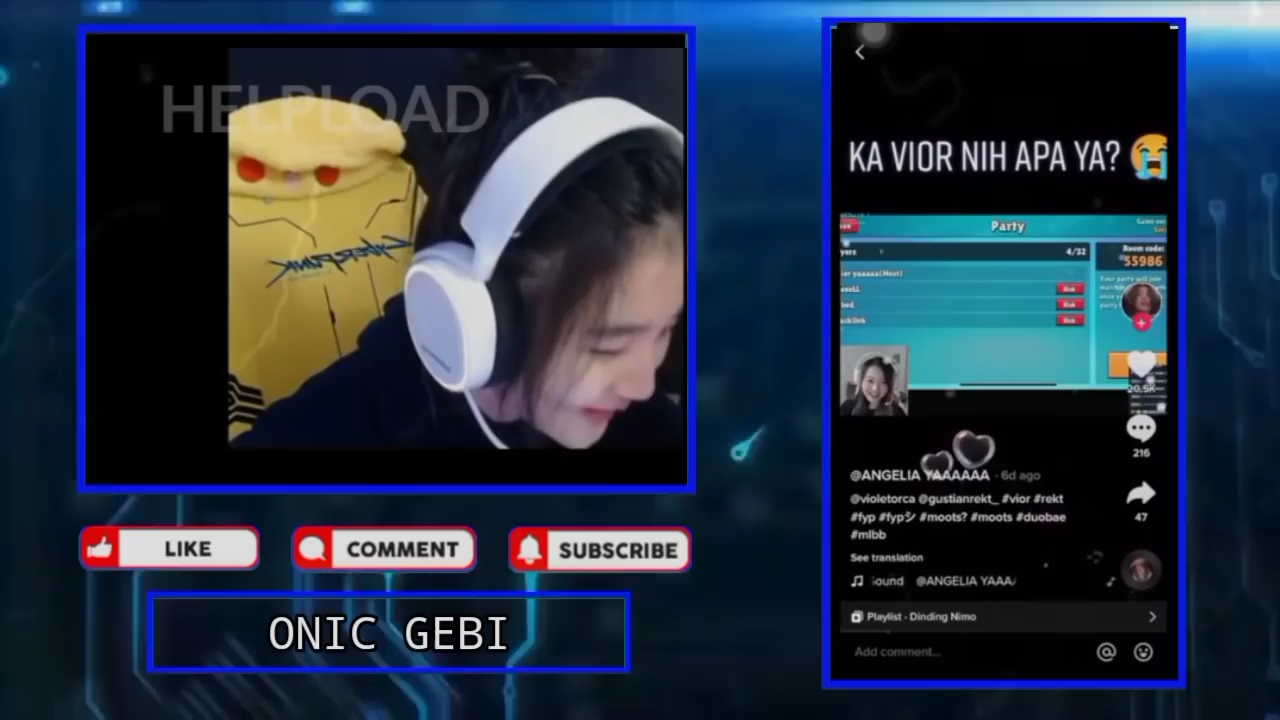 HELPLOAD
LIKE
COMMENT
SUBSCRIBE
ONIC GEBI
KA VIOR NIH APA YA? 😭
Party
4/32
Room code:
55986
20.5K
216
@ANGELIA YAAAAAA · 6d ago
47
@violetorca @gustianrekt_ #vior #rekt
#fyp #fypシ #moots? #moots #duobae
#mlbb
See translation
@ANGELIA YAAA
Playlist - Dinding Nimo
Add comment...